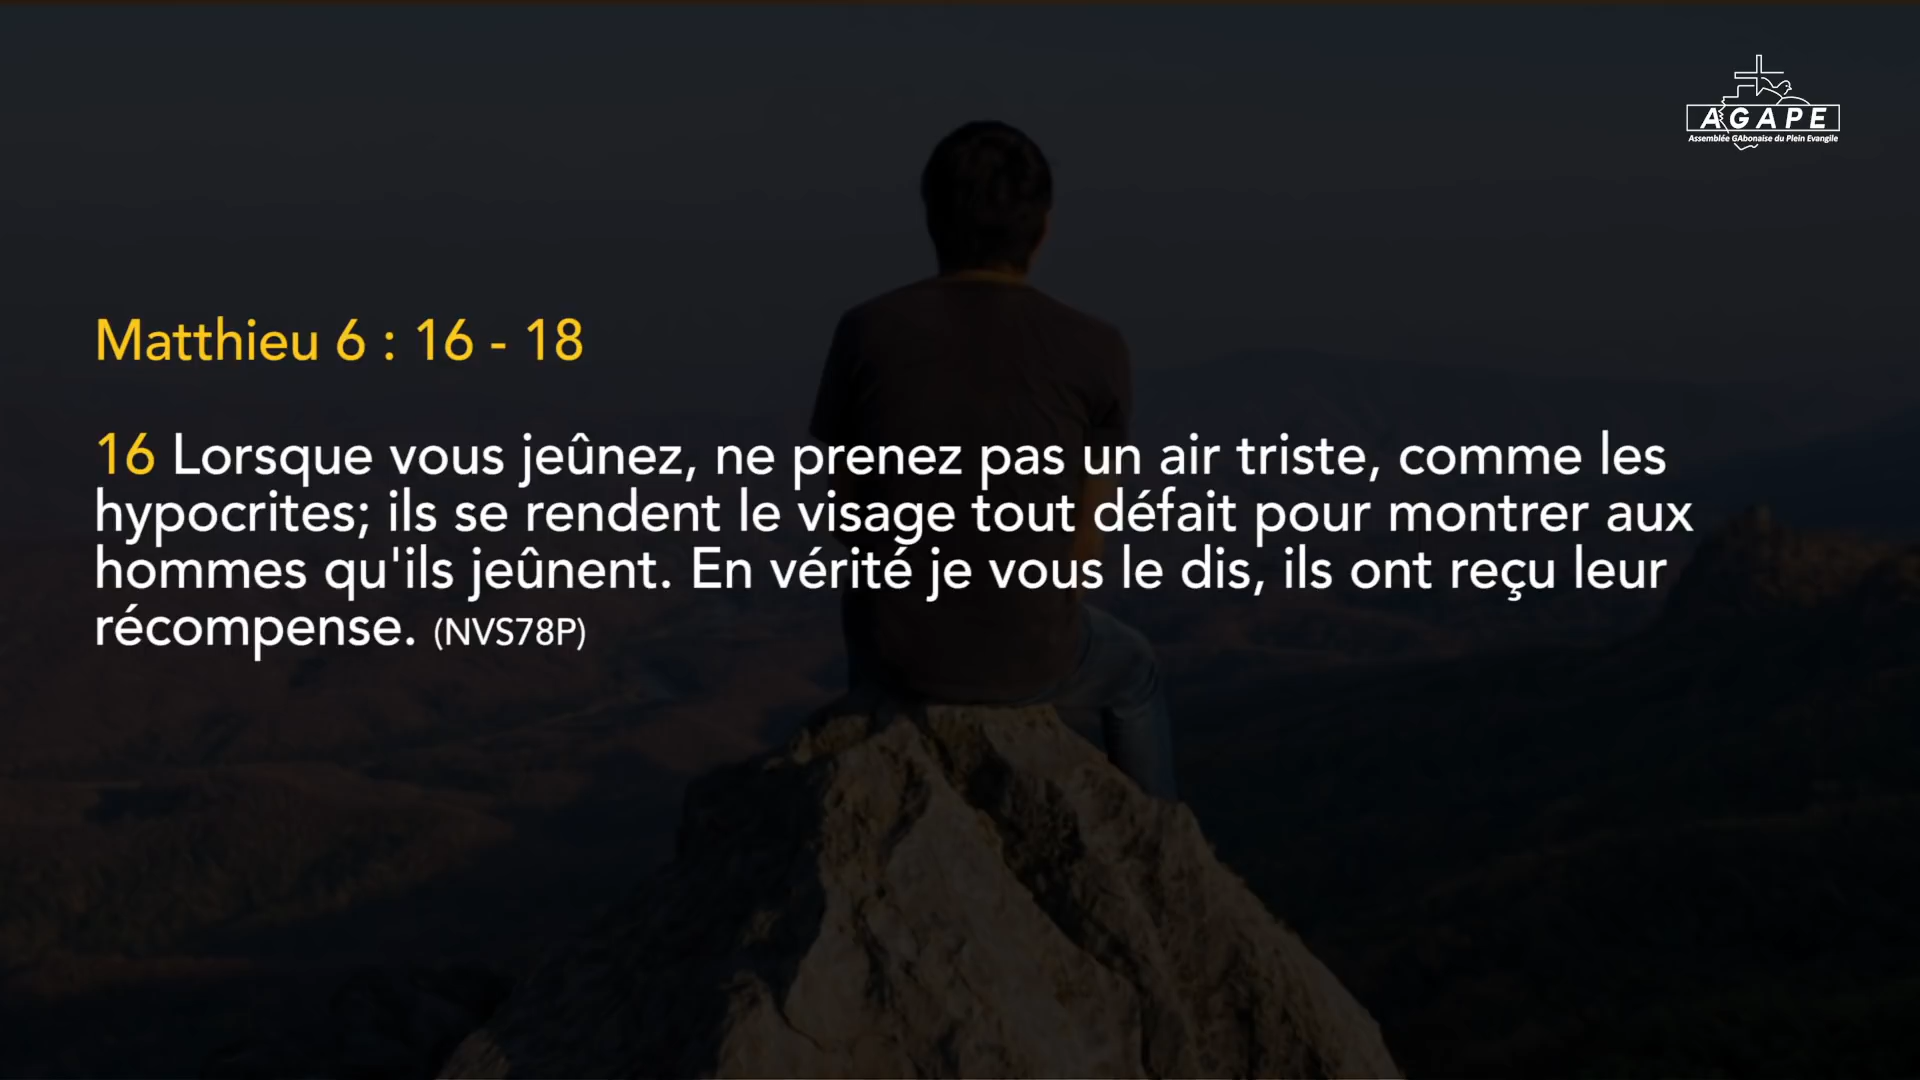 AGAPE
Assemblée GAbonaise du Plein Evangile
Matthieu 6 : 16 - 18
16 Lorsque vous jeûnez, ne prenez pas un air triste, comme les
hypocrites; ils se rendent le visage tout défait pour montrer aux
hommes qu'ils jeûnent. En vérité je vous le dis, ils ont reçu leur
récompense. (NVS78P)